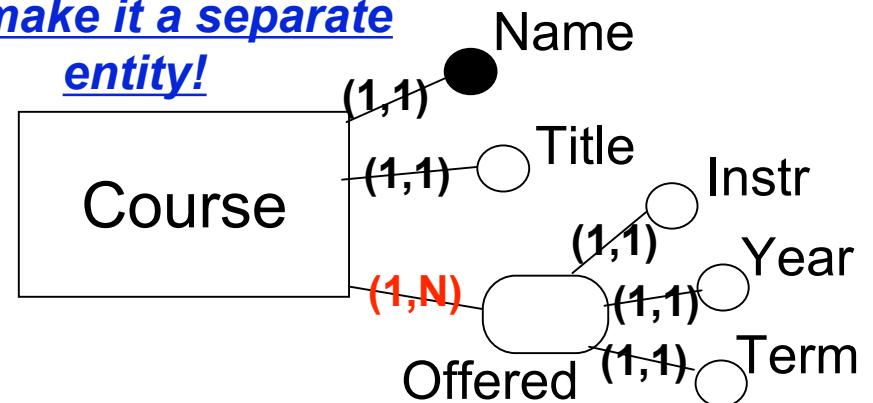 make it a separate
entity!
Name
(1,1)
Title
(1,1)
Course
Instr
(1,1)
Year
(1,1)
(1,N)
Term
(1,1)
Offered